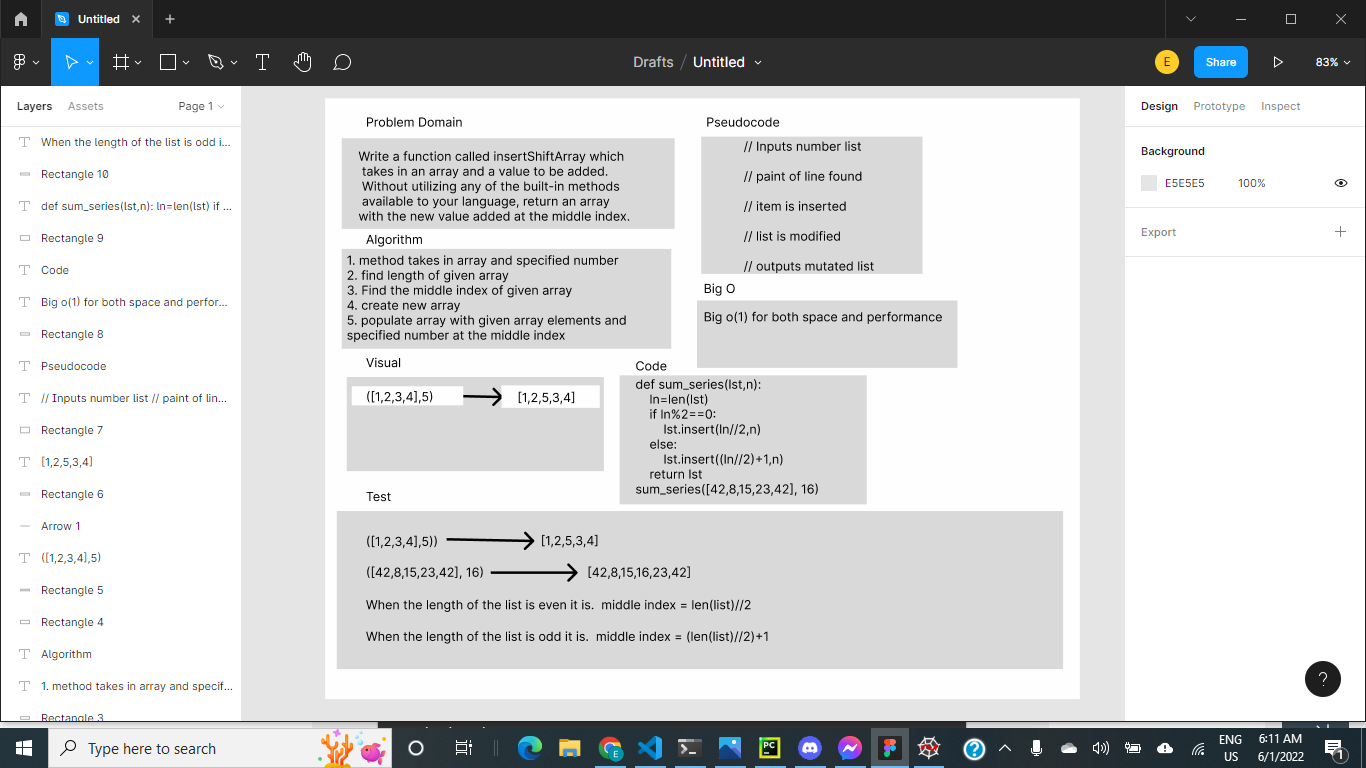 Untitled
Drafts / Untitled
E
Share
83%
Layers
Assets
Page 1
When the length of the list is odd i...
Rectangle 10
def sum_series(lst,n): ln=len(lst) if ...
Rectangle 9
Code
Big o(1) for both space and perfor...
Rectangle 8
Pseudocode
// Inputs number list // paint of lin...
Rectangle 7
[1,2,5,3,4]
Rectangle 6
Arrow 1
([1,2,3,4],5)
Rectangle 5
Rectangle 4
Algorithm
1. method takes in array and specif...
Rectangle 3
Problem Domain
Write a function called insertShiftArray which
takes in an array and a value to be added.
Without utilizing any of the built-in methods
available to your language, return an array
with the new value added at the middle index.
Algorithm
1. method takes in array and specified number
2. find length of given array
3. Find the middle index of given array
4. create new array
5. populate array with given array elements and
specified number at the middle index
Visual
([1,2,3,4],5)
[1,2,5,3,4]
Pseudocode
// Inputs number list
// paint of line found
// item is inserted
// list is modified
// outputs mutated list
Big O
Big o(1) for both space and performance
Code
def sum_series(lst,n):
ln=len(lst)
if ln%2==0:
lst.insert(ln//2,n)
else:
lst.insert((ln//2)+1,n)
return lst
sum_series([42,8,15,23,42], 16)
Test
([1,2,3,4],5))
[1,2,5,3,4]
([42,8,15,23,42], 16)
[42,8,15,16,23,42]
When the length of the list is even it is.  middle index = len(list)//2
When the length of the list is odd it is.  middle index = (len(list)//2)+1
Design
Prototype
Inspect
Background
E5E5E5
100%
Export
?
Type here to search
E
PC
?
ENG
US
6:11 AM
6/1/2022
1